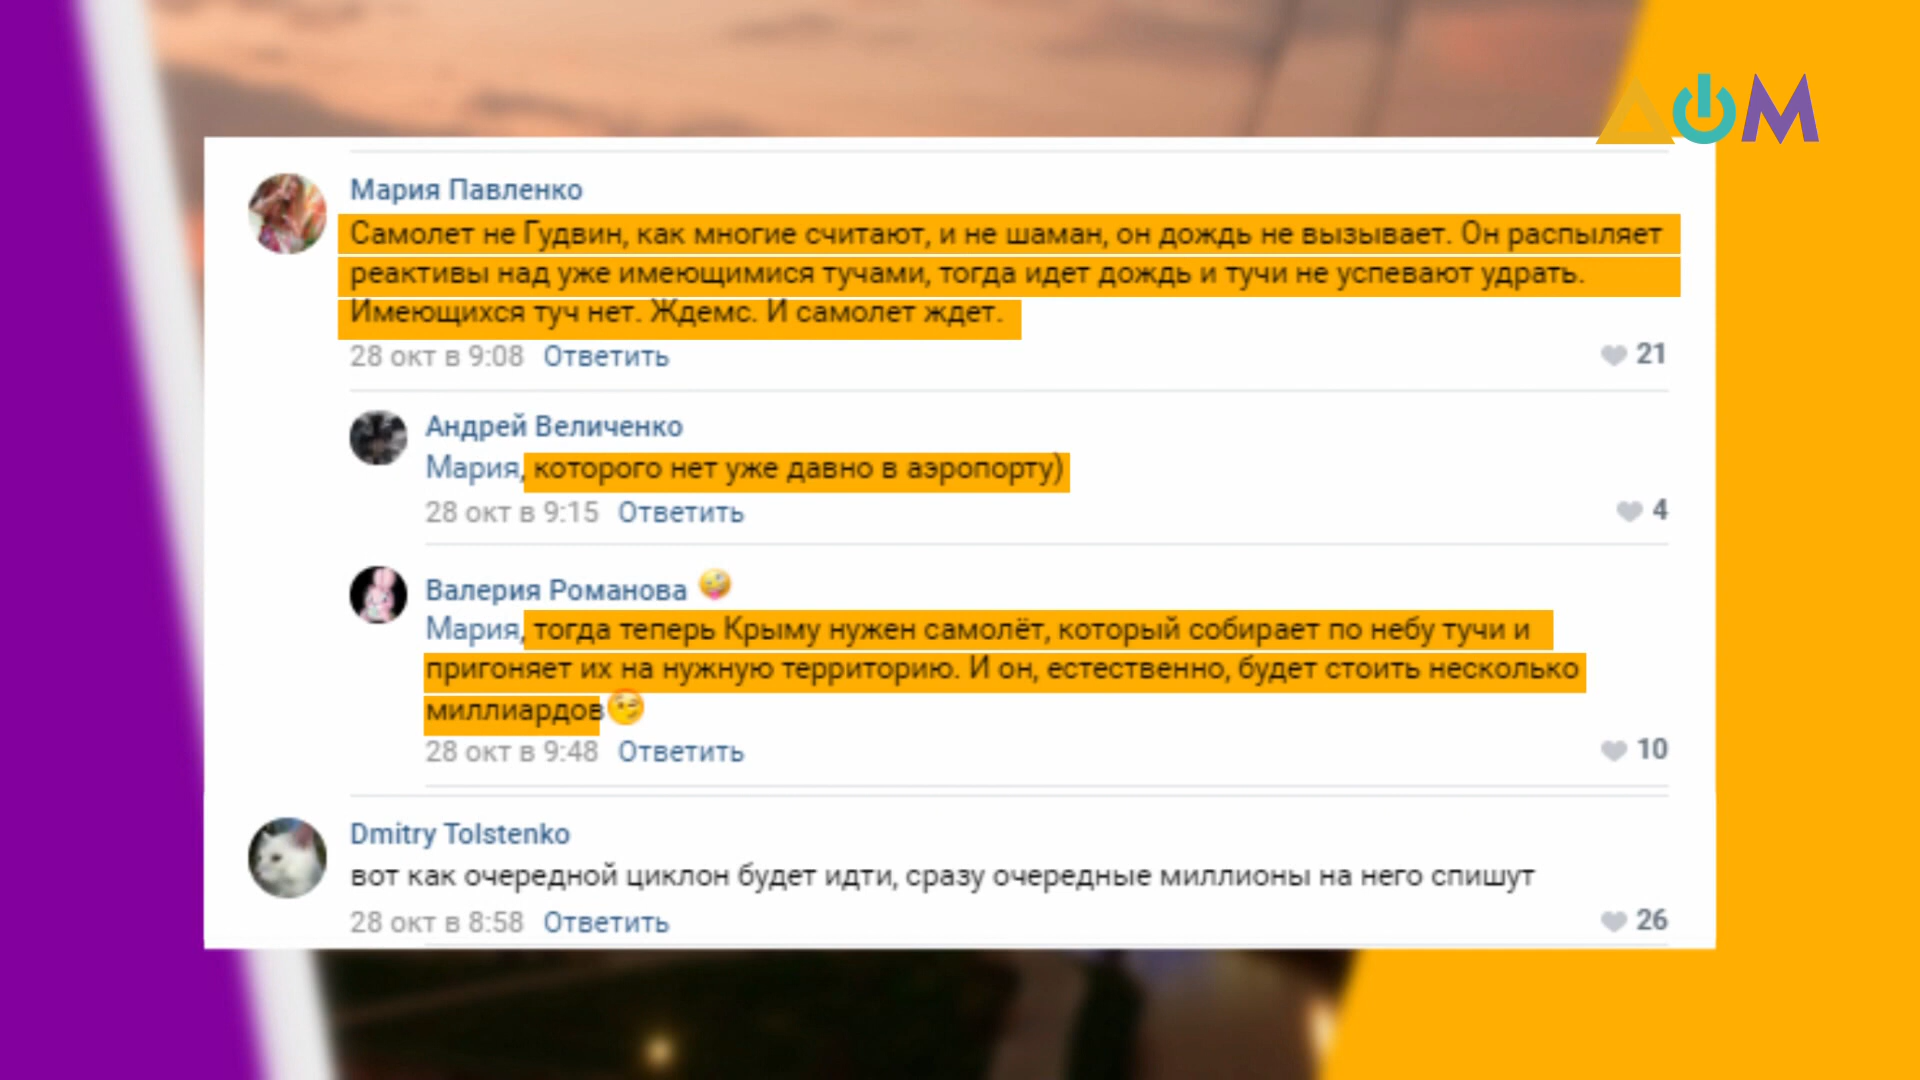 ДОМ
Мария Павленко
Самолет не Гудвин, как многие считают, и не шаман, он дождь не вызывает. Он распыляет
реактивы над уже имеющимися тучами, тогда идет дождь и тучи не успевают удрать.
Имеющихся туч нет. Ждемс. И самолет ждет.
28 окт в 9:08 Ответить 21
Андрей Величенко
Мария, которого нет уже давно в аэропорту)
28 окт в 9:15 Ответить 4
Валерия Романова 🤪
Мария, тогда теперь Крыму нужен самолёт, который собирает по небу тучи и
пригоняет их на нужную территорию. И он, естественно, будет стоить несколько
миллиардов😏
28 окт в 9:48 Ответить 10
Dmitry Tolstenko
вот как очередной циклон будет идти, сразу очередные миллионы на него спишут
28 окт в 8:58 Ответить 26